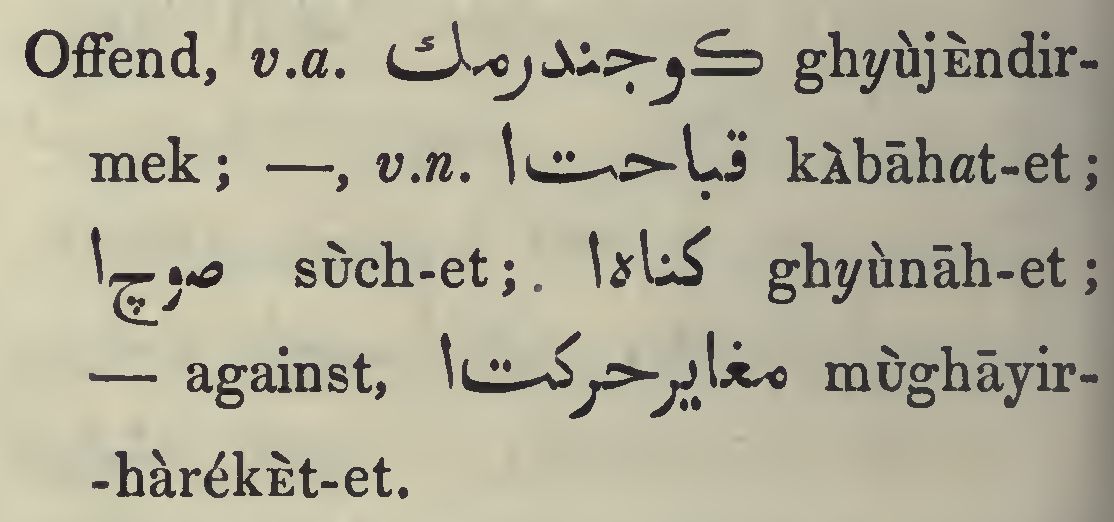 Offend, v.a. كوجندرمك ghyùjÈndir-
mek; —, v.n. قباحت ا kÀbāhat-et;
صوچ ا sÙch-et; كناه ا ghyùnāh-et;
— against, مغاير حركت ا mÙghāyir-
-hàrékÈt-et.